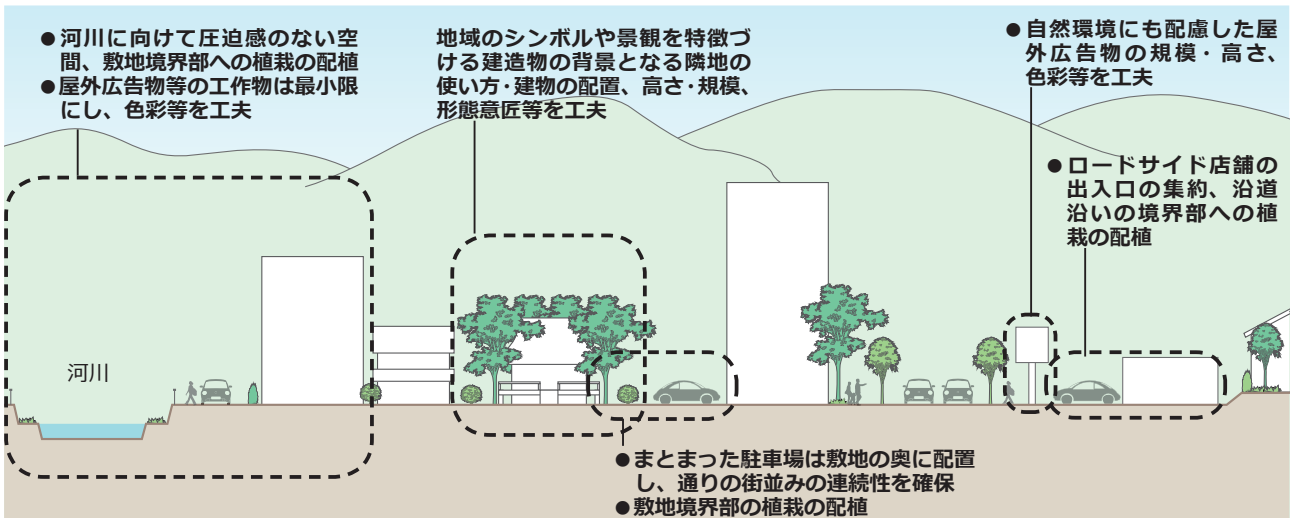 ●河川に向けて圧迫感のない空
間、敷地境界部への植栽の配植
●屋外広告物等の工作物は最小限
にし、色彩等を工夫
地域のシンボルや景観を特徴づ
ける建造物の背景となる隣地の
使い方・建物の配置、高さ・規模、
形態意匠等を工夫
●自然環境にも配慮した屋
外広告物の規模・高さ、
色彩等を工夫
●ロードサイド店舗の
出入口の集約、沿道
沿いの境界部への植
栽の配植
河川
●まとまった駐車場は敷地の奥に配置
し、通りの街並みの連続性を確保
●敷地境界部の植栽の配植